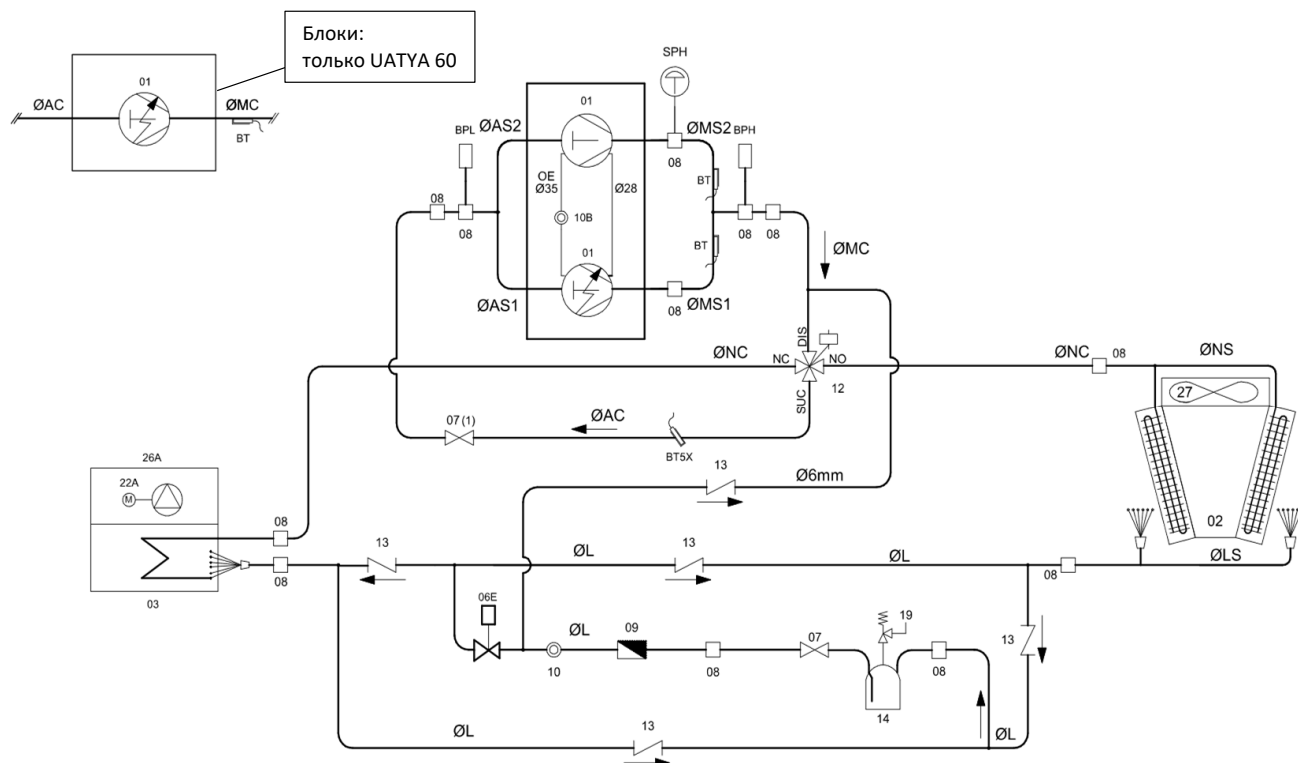 Блоки:
только UATYA 60
01
ØAC
ØMC
BT
SPH
01
BPL
ØAS2
ØMS2
BPH
08
OE
Ø35
Ø28
BT
08
08
10B
08
08
01
BT
ØMC
ØAS1
ØMS1
08
DIS
ØNC
NC
NO
12
SUC
ØNC
08
ØNS
27
07(1)
ØAC
BT5X
13
Ø6mm
26A
22A
M
08
02
13
ØL
13
ØL
08
ØLS
08
03
06E
ØL
09
07
19
13
10
08
08
14
ØL
13
ØL